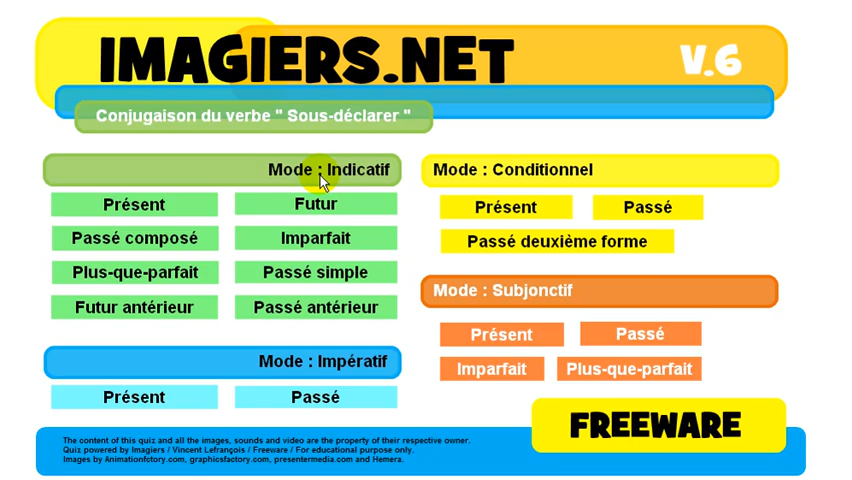 IMAGIERS.NET
V.6
Conjugaison du verbe " Sous-déclarer "
Mode : Indicatif
Présent
Futur
Passé composé
Imparfait
Plus-que-parfait
Passé simple
Futur antérieur
Passé antérieur
Mode : Impératif
Présent
Passé
Mode : Conditionnel
Présent
Passé
Passé deuxième forme
Mode : Subjonctif
Présent
Passé
Imparfait
Plus-que-parfait
FREEWARE
The content of this quiz and all the images, sounds and video are the property of their respective owner.
Quiz powered by Imagiers / Vincent Lefrançois / Freeware / For educational purpose only.
Images by Animationfctory.com, graphicsfactory.com, presentermedia.com and Hemera.